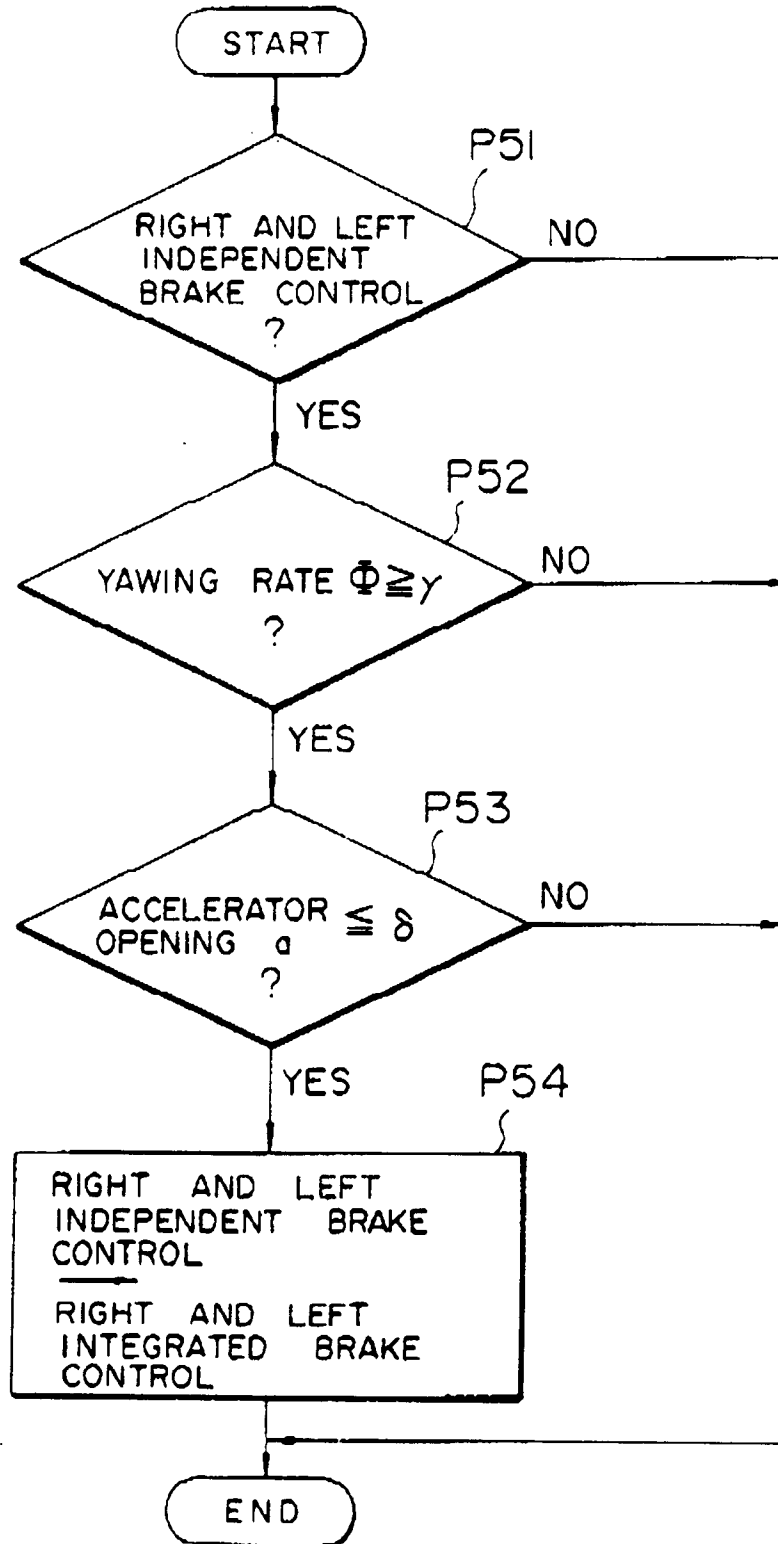 START
P51
RIGHT AND LEFT
INDEPENDENT
BRAKE CONTROL
?
NO
YES
P52
YAWING RATE Φ≧γ
?
NO
YES
P53
ACCELERATOR
OPENING a ≦ δ
?
NO
YES
P54
RIGHT AND LEFT
INDEPENDENT BRAKE
CONTROL
RIGHT AND LEFT
INTEGRATED BRAKE
CONTROL
END